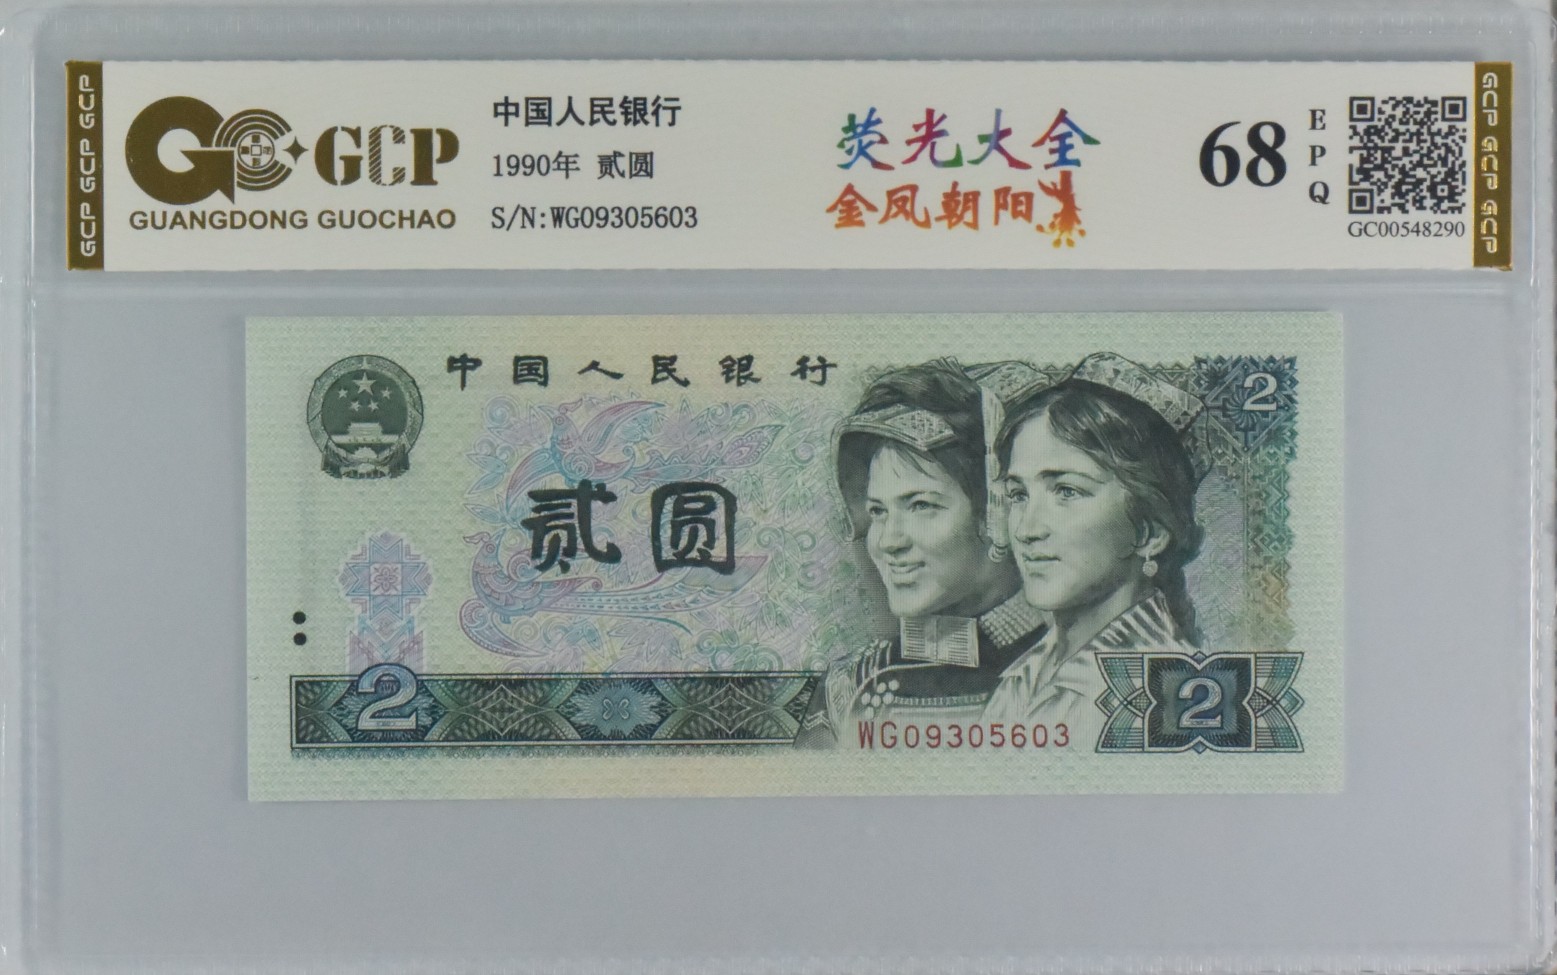 GCP GCP GCP
GCP
GUANGDONG GUOCHAO
中国人民银行
1990年 贰圆
S/N:WG09305603
荧光大全
金凤朝阳
68
EPQ
GC00548290
GCP GCP GCP
中国人民银行
2
贰圆
2
WG09305603
2